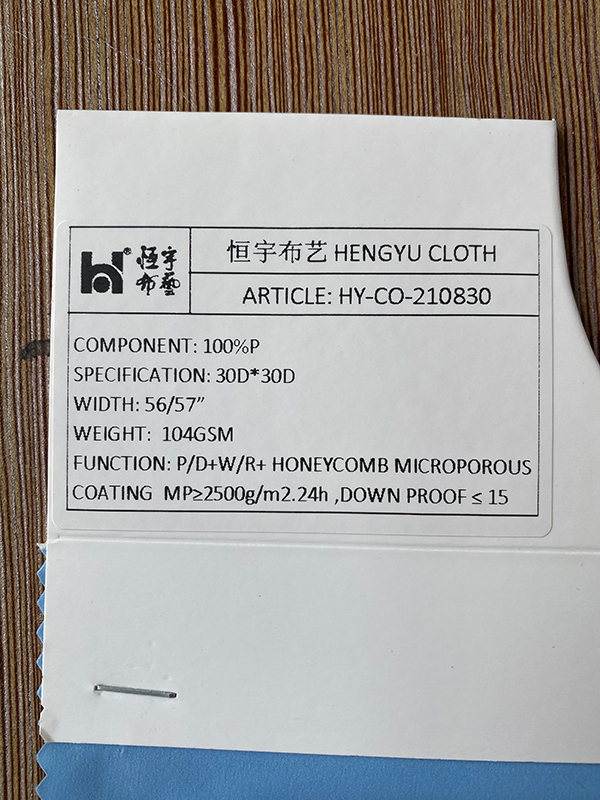 恒宇
布藝
®
恒宇布艺 HENGYU CLOTH
ARTICLE: HY-CO-210830
COMPONENT: 100%P
SPECIFICATION: 30D*30D
WIDTH: 56/57”
WEIGHT: 104GSM
FUNCTION: P/D+W/R+ HONEYCOMB MICROPOROUS
COATING MP≥2500g/m2.24h ,DOWN PROOF ≤ 15